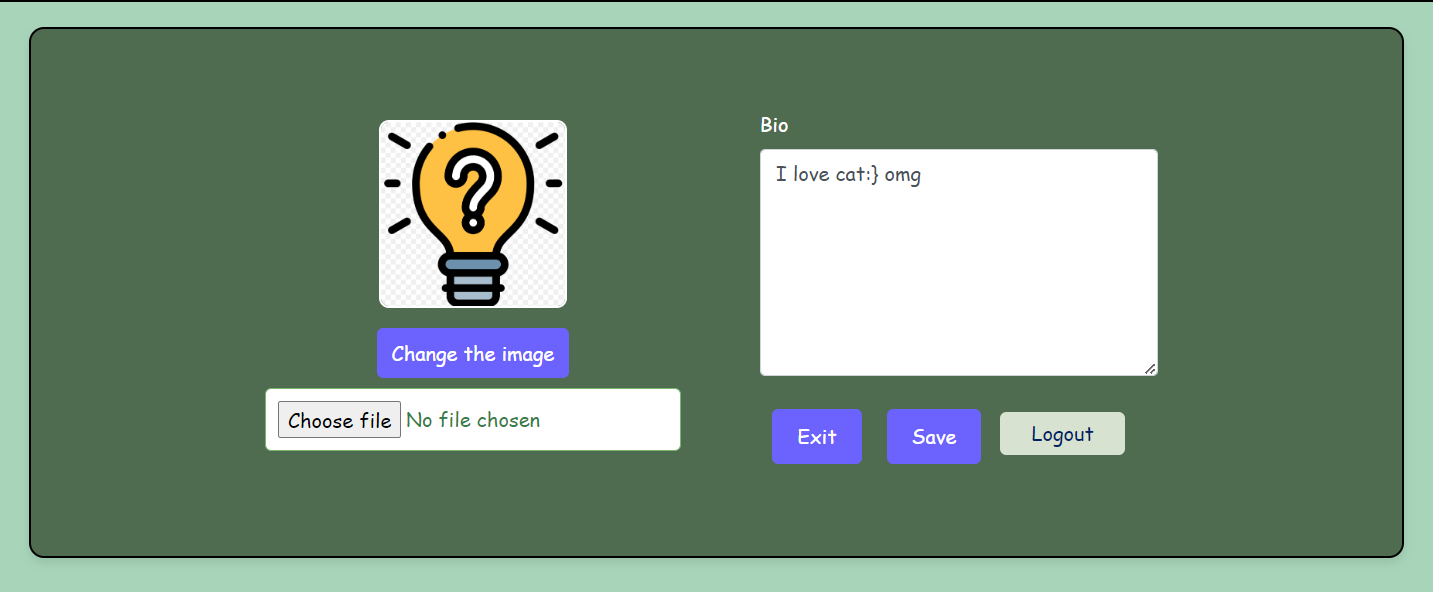 Bio
I love cat:} omg
?
Change the image
Choose file No file chosen
Exit Save Logout